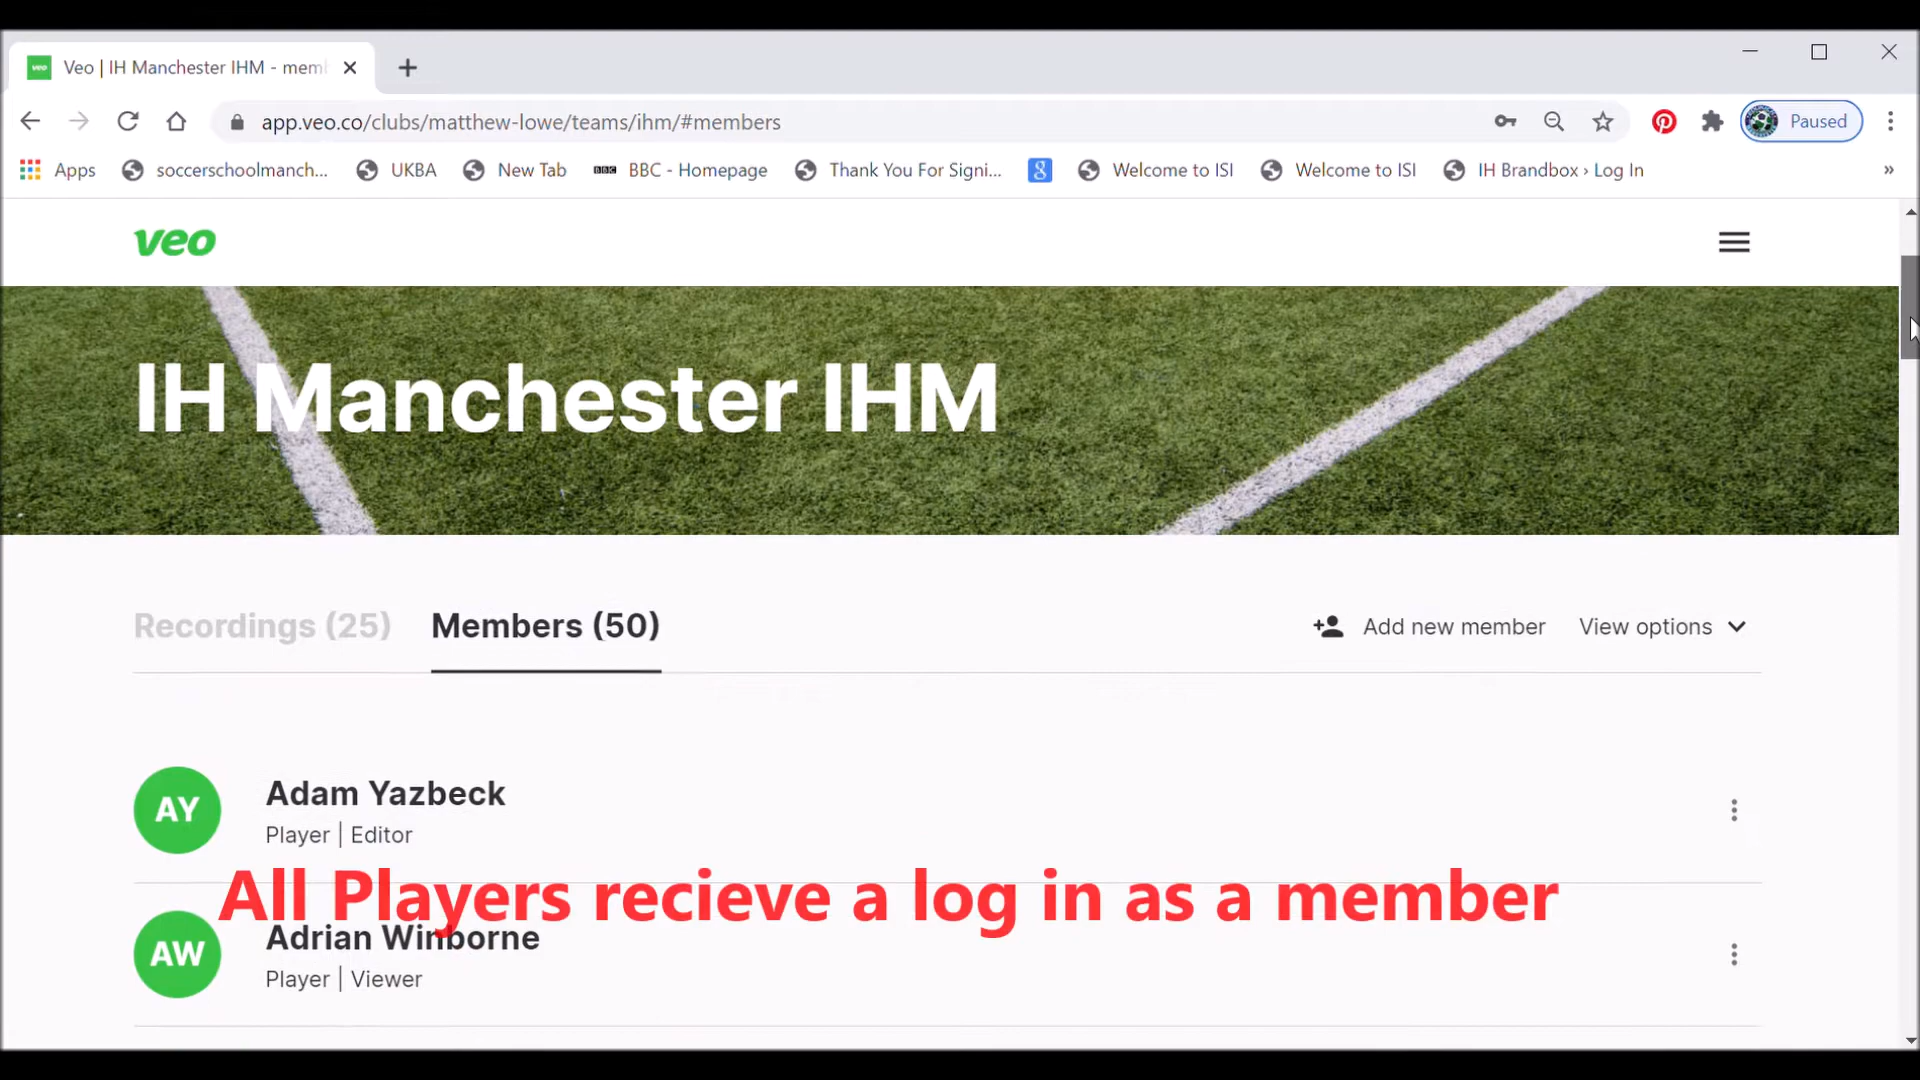 veo
Veo | IH Manchester IHM - mem
app.veo.co/clubs/matthew-lowe/teams/ihm/#members
Paused
Apps
soccerschoolmanch...
UKBA
New Tab
BBC
BBC - Homepage
Thank You For Signi...
g
Welcome to ISI
Welcome to ISI
IH Brandbox › Log In
»
veo
IH Manchester IHM
Recordings (25)
Members (50)
Add new member
View options
AY
Adam Yazbeck
Player | Editor
All Players recieve a log in as a member
AW
Adrian Winborne
Player | Viewer